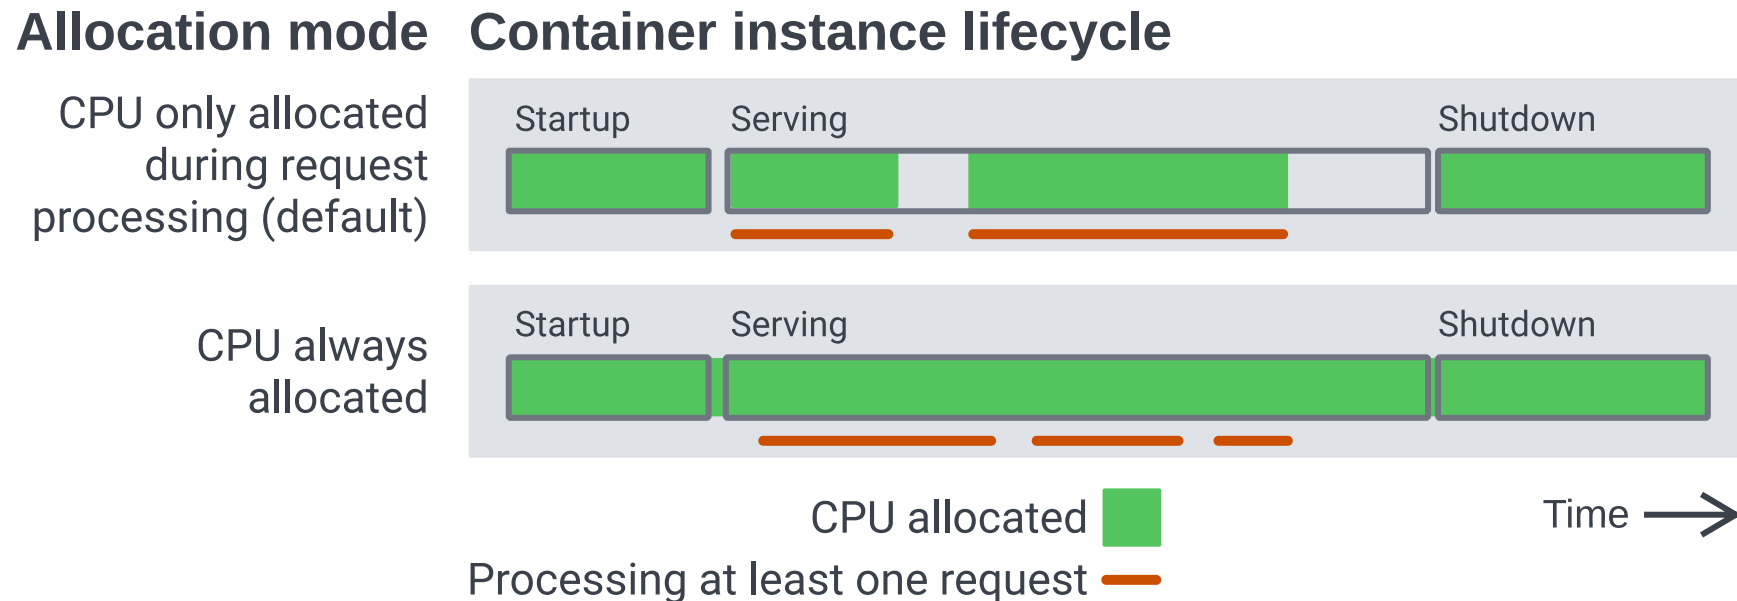 Allocation mode
Container instance lifecycle
CPU only allocated
during request
processing (default)
Startup
Serving
Shutdown
CPU always
allocated
Startup
Serving
Shutdown
CPU allocated
Time
Processing at least one request